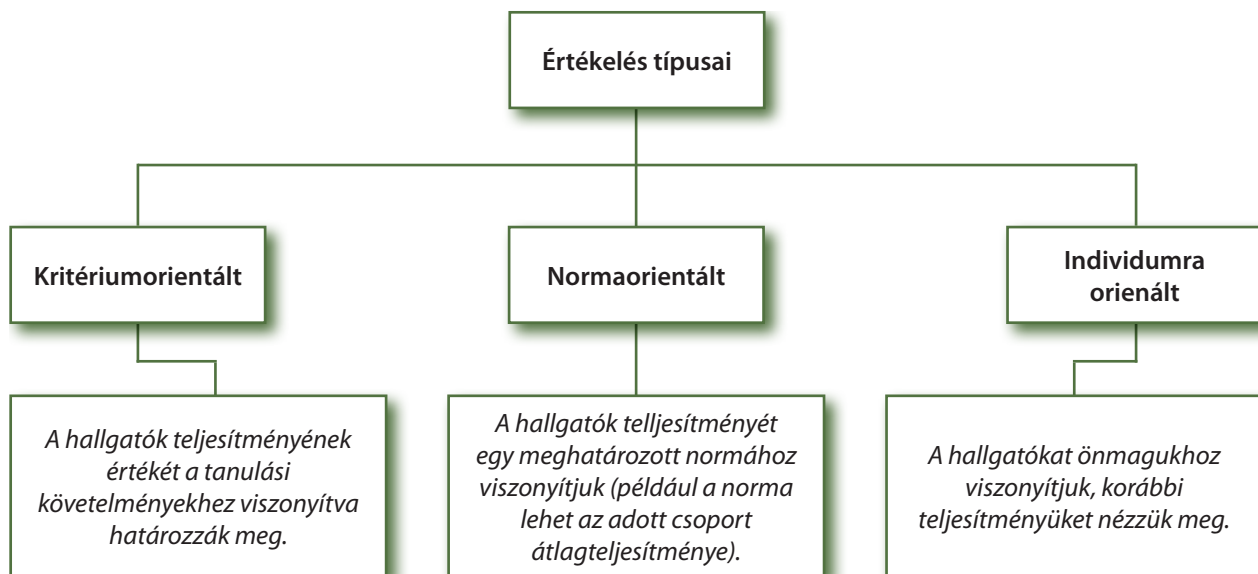 Értékelés típusai
Kritériumorientált
Normaorientált
Individumra
orienált
A hallgatók teljesítményének
értékét a tanulási
követelményekhez viszonyítva
határozzák meg.
A hallgatók telljesítményét
egy meghatározott normához
viszonyítjuk (például a norma
lehet az adott csoport
átlagteljesítménye).
A hallgatókat önmagukhoz
viszonyítjuk, korábbi
teljesítményüket nézzük meg.